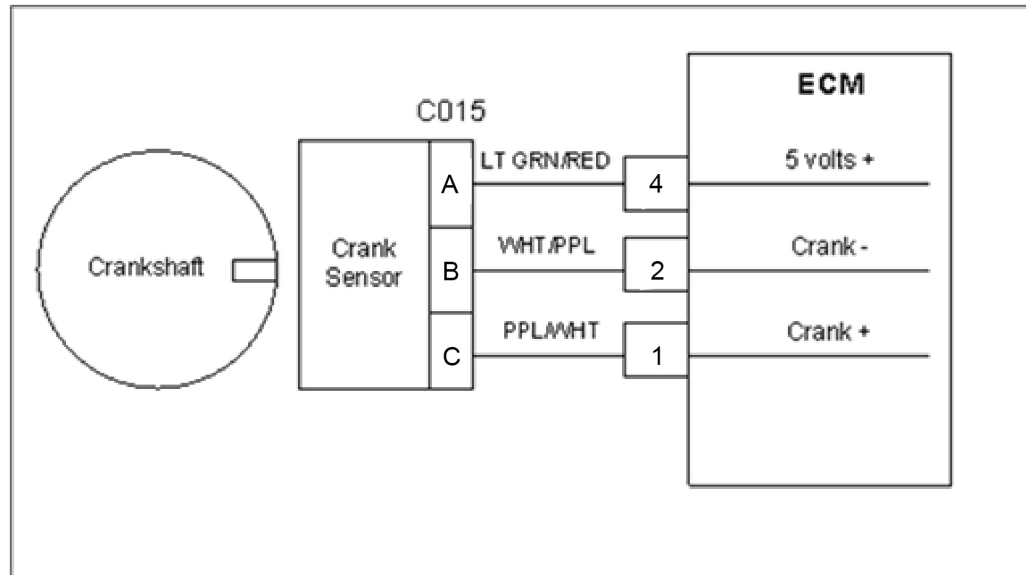 ECM
C015
LT GRN/RED
5 volts +
A
4
Crankshaft
Crank
Sensor
WHT/PPL
Crank -
B
2
PPL/WHT
Crank +
C
1